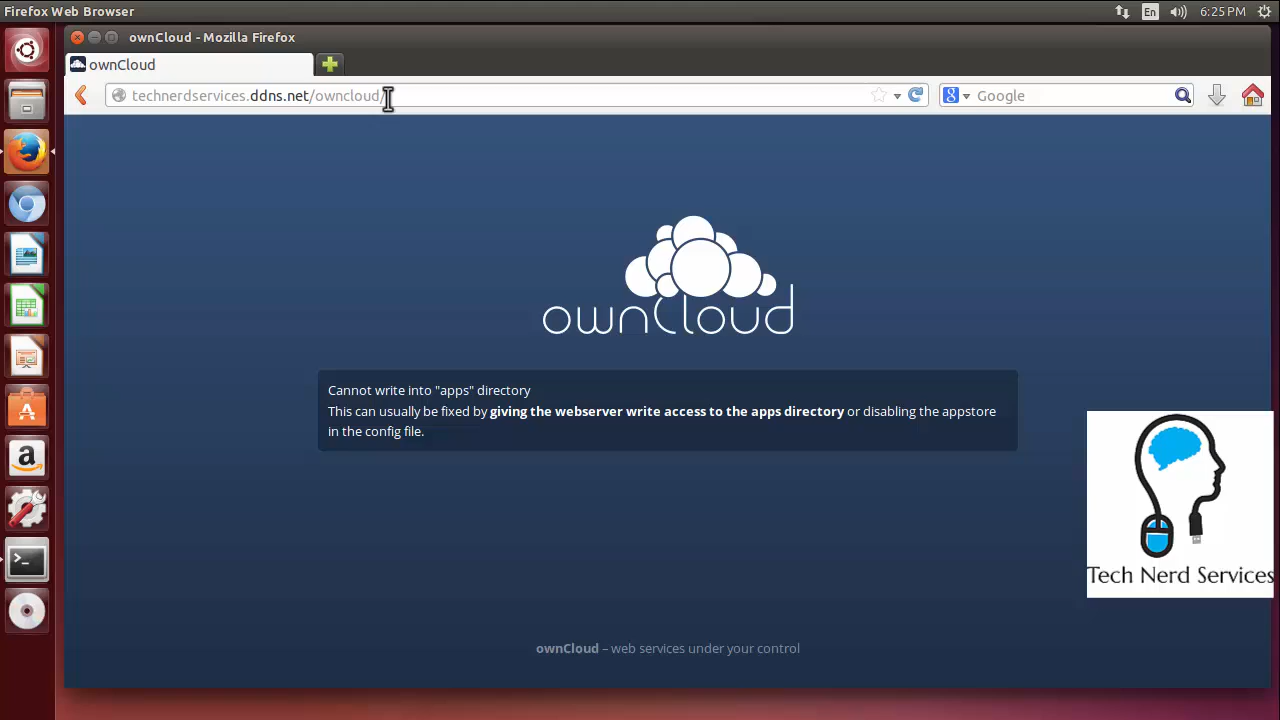 Firefox Web Browser
En
6:25PM
ownCloud - Mozilla Firefox
ownCloud
technerdservices.ddns.net/owncloud/
Google
ownCloud
Cannot write into "apps" directory
This can usually be fixed by giving the webserver write access to the apps directory or disabling the appstore
in the config file.
Tech Nerd Services
ownCloud – web services under your control